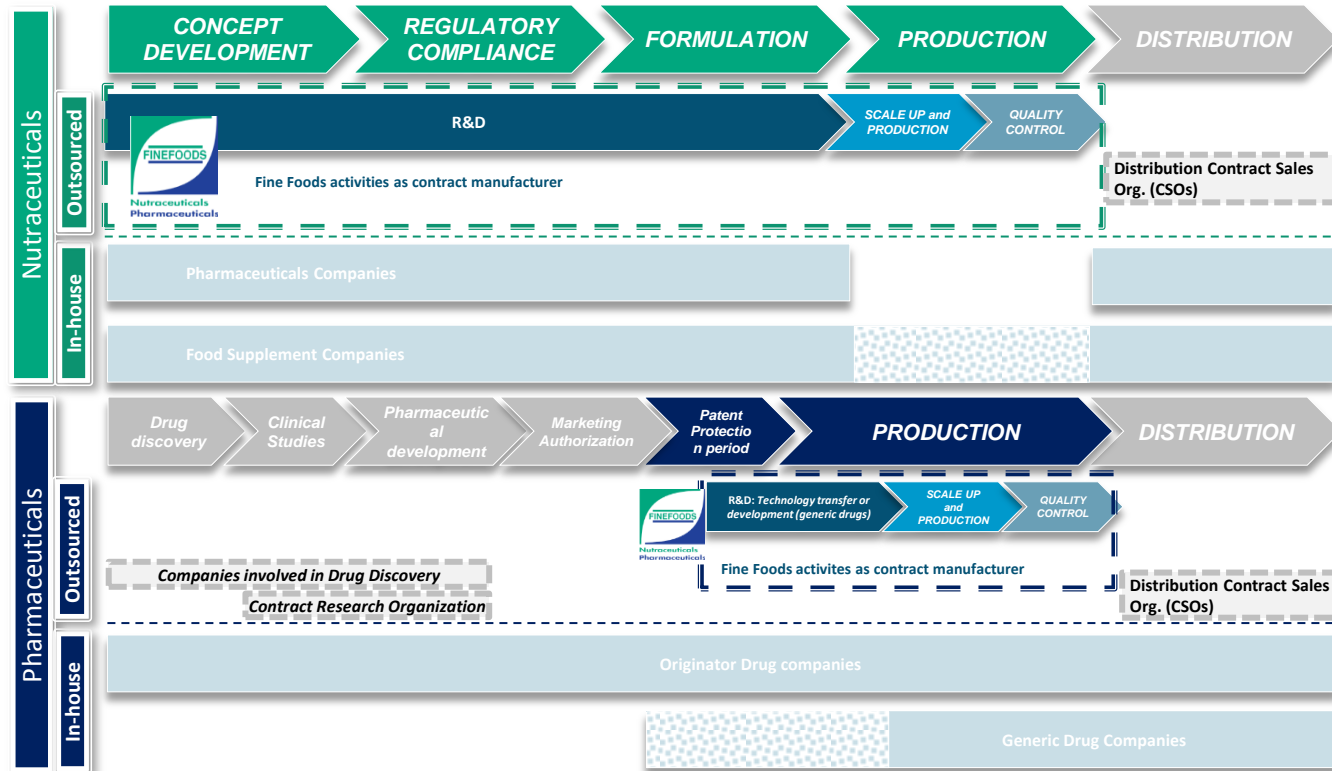 Nutraceuticals
CONCEPT
DEVELOPMENT
REGULATORY
COMPLIANCE
FORMULATION
PRODUCTION
DISTRIBUTION
Outsourced
R&D
SCALE UP and
PRODUCTION
QUALITY
CONTROL
FINEFOODS
Nutraceuticals
Pharmaceuticals
Fine Foods activities as contract manufacturer
Distribution Contract Sales
Org. (CSOs)
In-house
Pharmaceuticals Companies
Food Supplement Companies
Pharmaceuticals
Drug
discovery
Clinical
Studies
Pharmaceutic
al
development
Marketing
Authorization
Patent
Protectio
n period
PRODUCTION
DISTRIBUTION
Outsourced
FINEFOODS
Nutraceuticals
Pharmaceuticals
R&D: Technology transfer or
development (generic drugs)
SCALE UP
and
PRODUCTION
QUALITY
CONTROL
Fine Foods activites as contract manufacturer
Companies involved in Drug Discovery
Contract Research Organization
Distribution Contract Sales
Org. (CSOs)
In-house
Originator Drug companies
Generic Drug Companies